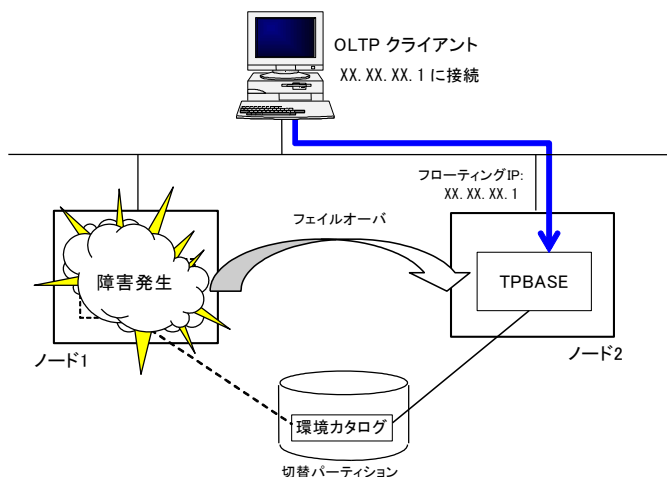 OLTP クライアント
XX. XX. XX. 1 に接続
フローティングIP:
XX. XX. XX. 1
フェイルオーバ
障害発生
TPBASE
ノード1
ノード2
環境カタログ
切替パーティション